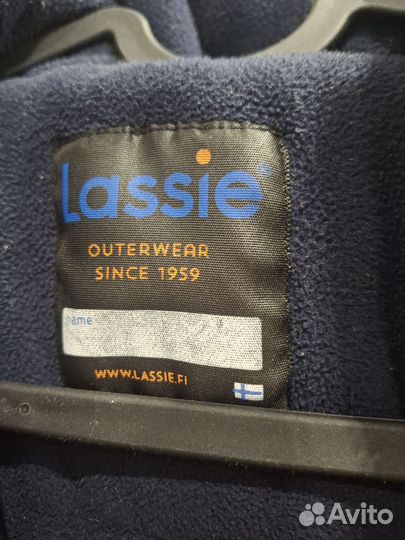 Lassie®
OUTERWEAR
SINCE 1959
name
WWW.LASSIE.FI
Avito